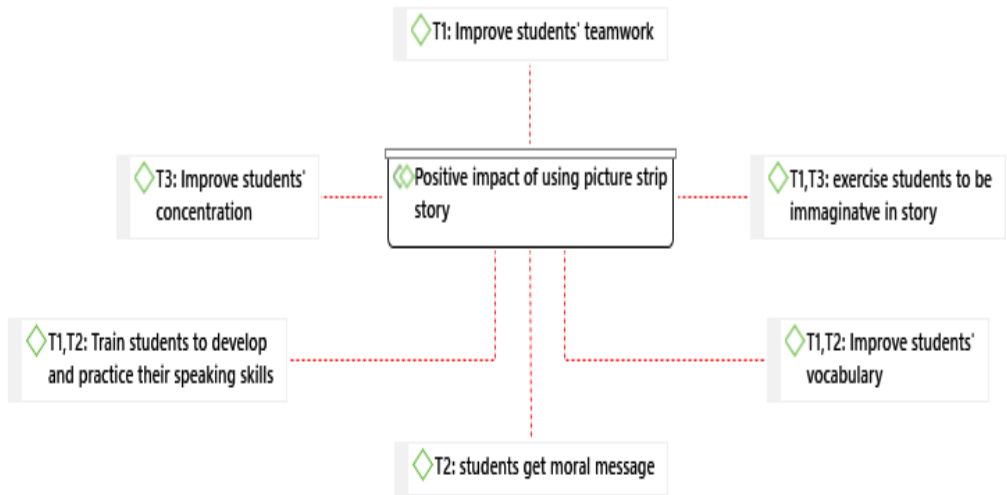 T1: Improve students' teamwork
T3: Improve students'
concentration
Positive impact of using picture strip
story
T1,T3: exercise students to be
immaginatve in story
T1,T2: Train students to develop
and practice their speaking skills
T1,T2: Improve students'
vocabulary
T2: students get moral message